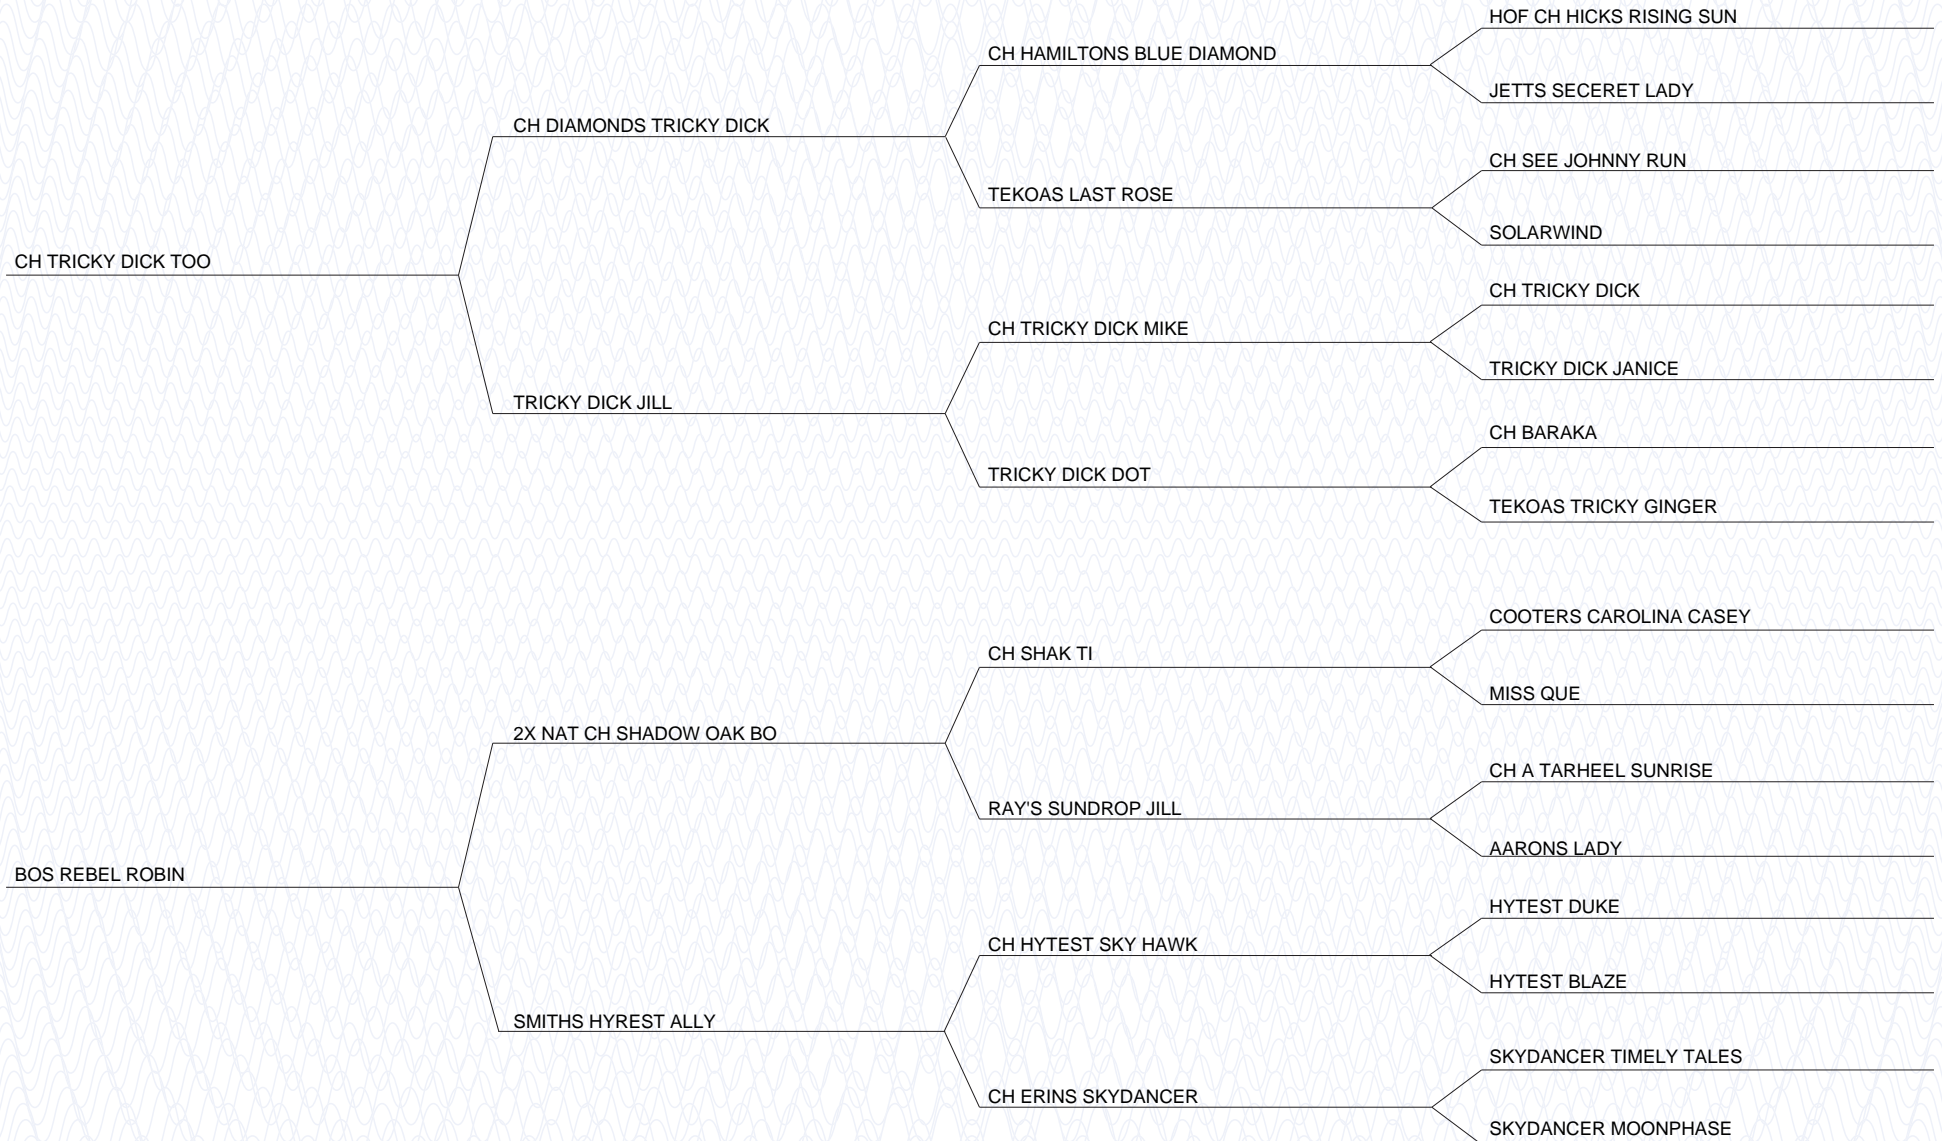 HOF CH HICKS RISING SUN
CH HAMILTONS BLUE DIAMOND
JETTS SECERET LADY
CH DIAMONDS TRICKY DICK
CH SEE JOHNNY RUN
TEKOAS LAST ROSE
SOLARWIND
CH TRICKY DICK TOO
CH TRICKY DICK
CH TRICKY DICK MIKE
TRICKY DICK JANICE
TRICKY DICK JILL
CH BARAKA
TRICKY DICK DOT
TEKOAS TRICKY GINGER
COOTERS CAROLINA CASEY
CH SHAK TI
MISS QUE
2X NAT CH SHADOW OAK BO
CH A TARHEEL SUNRISE
RAY'S SUNDROP JILL
AARONS LADY
BOS REBEL ROBIN
HYTEST DUKE
CH HYTEST SKY HAWK
HYTEST BLAZE
SMITHS HYREST ALLY
SKYDANCER TIMELY TALES
CH ERINS SKYDANCER
SKYDANCER MOONPHASE